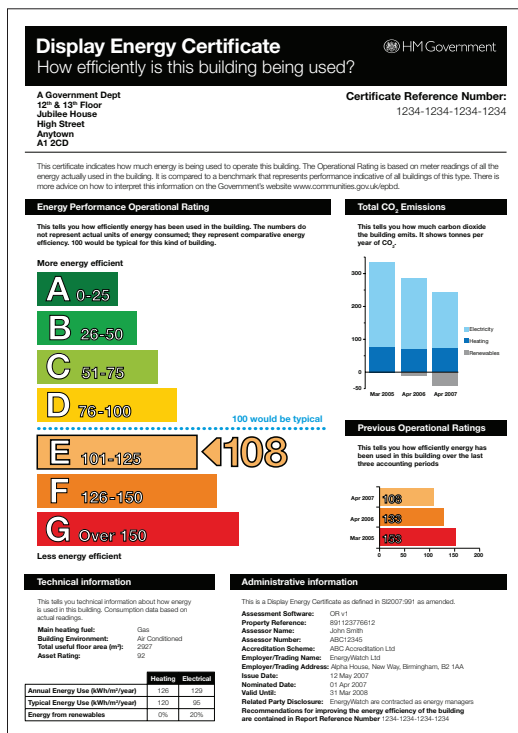 Display Energy Certificate
How efficiently is this building being used?
HM Government
A Government Dept
12th & 13th Floor
Jubilee House
High Street
Anytown
A1 2CD
Certificate Reference Number:
1234-1234-1234-1234
This certificate indicates how much energy is being used to operate this building. The Operational Rating is based on meter readings of all the
energy actually used in the building. It is compared to a benchmark that represents performance indicative of all buildings of this type. There is
more advice on how to interpret this information on the Government's website www.communities.gov.uk/epbd.
Energy Performance Operational Rating
This tells you how efficiently energy has been used in the building. The numbers do
not represent actual units of energy consumed; they represent comparative energy
efficiency. 100 would be typical for this kind of building.
More energy efficient
A 0-25
B 26-50
C 51-75
D 76-100
100 would be typical
E 101-125
108
F 126-150
G Over 150
Less energy efficient
Total CO2 Emissions
This tells you how much carbon dioxide
the building emits. It shows tonnes per
year of CO2.
300
200
100
0
-50
Electricity
Heating
Renewables
Mar 2005 Apr 2006 Apr 2007
Previous Operational Ratings
This tells you how efficiently energy has
been used in this building over the last
three accounting periods
Apr 2007 108
Apr 2006 133
Mar 2005 153
0 50 100 150 200
Technical information
This tells you technical information about how energy
is used in this building. Consumption data based on
actual readings.
Main heating fuel: Gas
Building Environment: Air Conditioned
Total useful floor area (m²): 2927
Asset Rating: 92
Heating Electrical
Annual Energy Use (kWh/m²/year) 126 129
Typical Energy Use (kWh/m²/year) 120 95
Energy from renewables 0% 20%
Administrative information
This is a Display Energy Certificate as defined in SI2007:991 as amended.
Assessment Software: OR v1
Property Reference: 891123776612
Assessor Name: John Smith
Assessor Number: ABC12345
Accreditation Scheme: ABC Accreditation Ltd
Employer/Trading Name: EnergyWatch Ltd
Employer/Trading Address: Alpha House, New Way, Birmingham, B2 1AA
Issue Date: 12 May 2007
Nominated Date: 01 Apr 2007
Valid Until: 31 Mar 2008
Related Party Disclosure: EnergyWatch are contracted as energy managers
Recommendations for improving the energy efficiency of the building
are contained in Report Reference Number 1234-1234-1234-1234